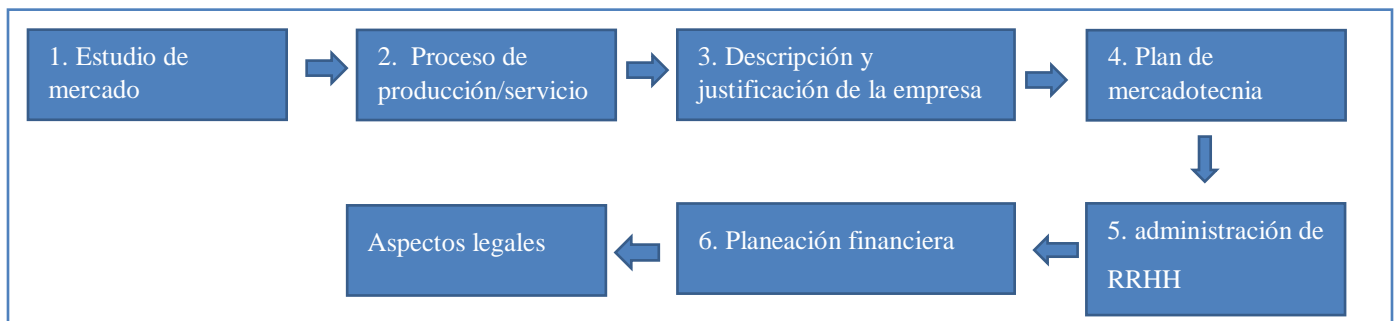 1. Estudio de
mercado
2. Proceso de
producción/servicio
3. Descripción y
justificación de la empresa
4. Plan de
mercadotecnia
5. administración de
RRHH
6. Planeación financiera
Aspectos legales